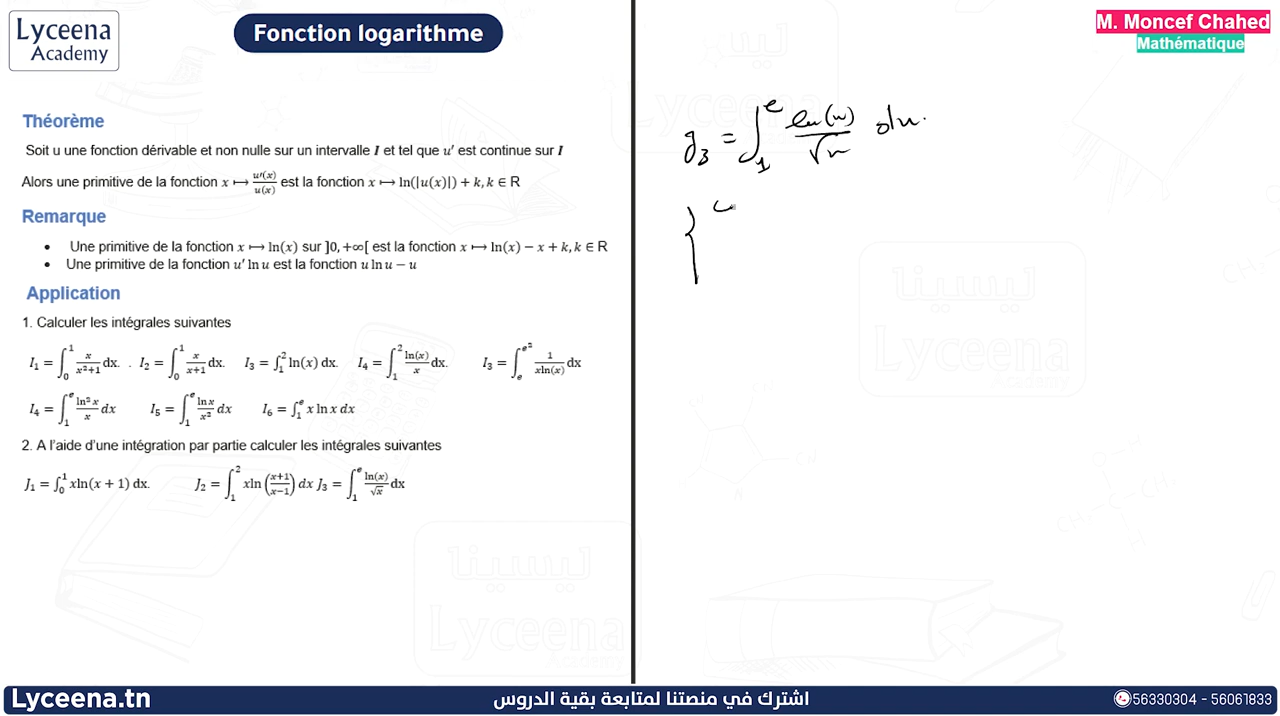 Lyceena
Academy
Fonction logarithme
M. Moncef Chahed
Mathématique
Théorème
Soit u une fonction dérivable et non nulle sur un intervalle I et tel que u′ est continue sur I
Alors une primitive de la fonction x ↦ u′(x)/u(x) est la fonction x ↦ ln(|u(x)|) + k, k ∈ R
Remarque
• Une primitive de la fonction x ↦ ln(x) sur ]0, +∞[ est la fonction x ↦ ln(x) − x + k, k ∈ R
• Une primitive de la fonction u′ ln u est la fonction u ln u − u
Application
1. Calculer les intégrales suivantes
I₁ = ∫₀¹ x/(x²+1) dx. . I₂ = ∫₀¹ x/(x+1) dx. I₃ = ∫₁² ln(x) dx. I₄ = ∫₁² ln(x)/x dx. I₃ = ∫ₑ^(e²) 1/(xln(x)) dx
I₄ = ∫₁ᵉ ln⁵x/x dx I₅ = ∫₁ᵉ lnx/x² dx I₆ = ∫₁ᵉ x ln x dx
2. A l’aide d’une intégration par partie calculer les intégrales suivantes
J₁ = ∫₀¹ xln(x + 1) dx. J₂ = ∫₁² xln((x+1)/(x−1)) dx J₃ = ∫₁ᵉ ln(x)/√x dx
J₃ = ∫₁ᵉ ln(x)/√x dx.
{
Lyceena.tn
اشترك في منصتنا لمتابعة بقية الدروس
56330304 - 56061833